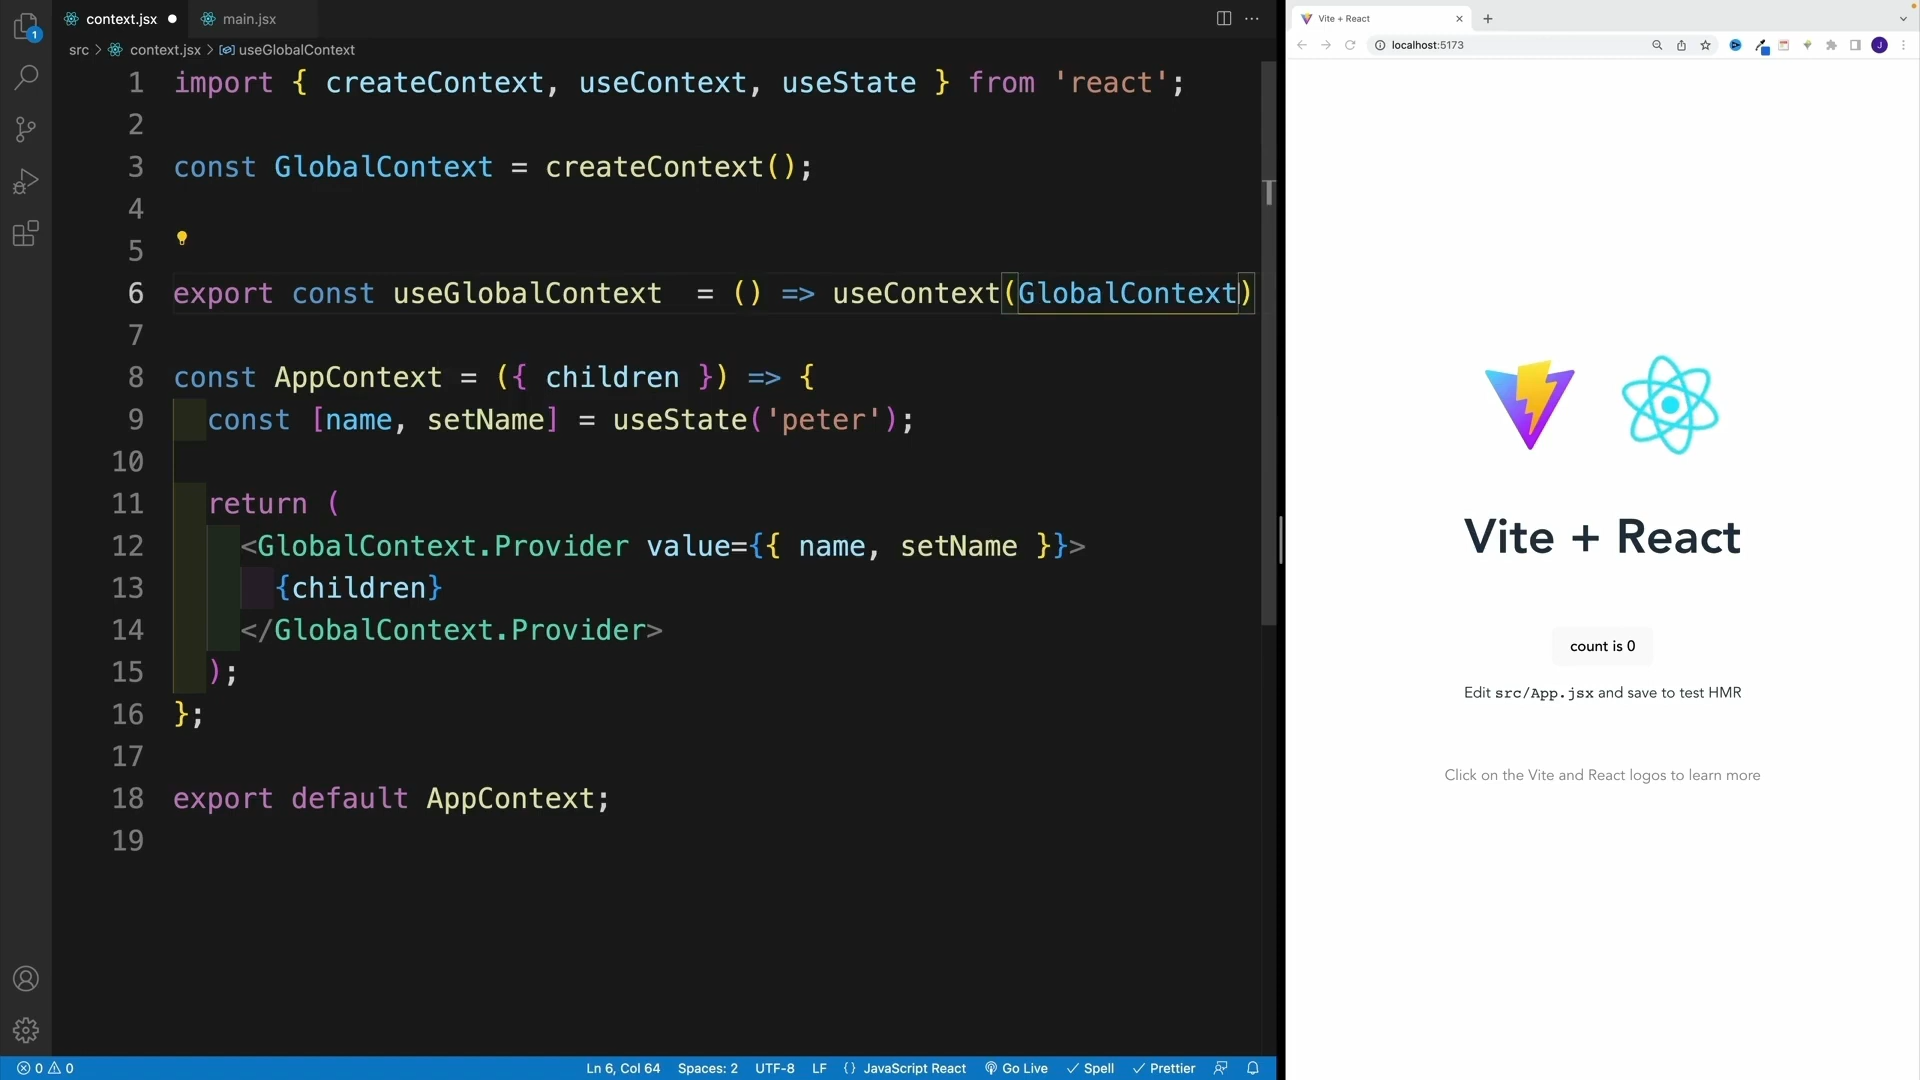 context.jsx
main.jsx
src > context.jsx > useGlobalContext
1
1 import { createContext, useContext, useState } from 'react';
2
3 const GlobalContext = createContext();
4
5
6 export const useGlobalContext  = () => useContext(GlobalContext)
7
8 const AppContext = ({ children }) => {
9 const [name, setName] = useState('peter');
10
11 return (
12 <GlobalContext.Provider value={{ name, setName }}>
13 {children}
14 </GlobalContext.Provider>
15 );
16 };
17
18 export default AppContext;
19
0 0
Ln 6, Col 64 Spaces: 2 UTF-8 LF {} JavaScript React Go Live Spell Prettier
Vite + React
localhost:5173
J
Vite + React
count is 0
Edit src/App.jsx and save to test HMR
Click on the Vite and React logos to learn more